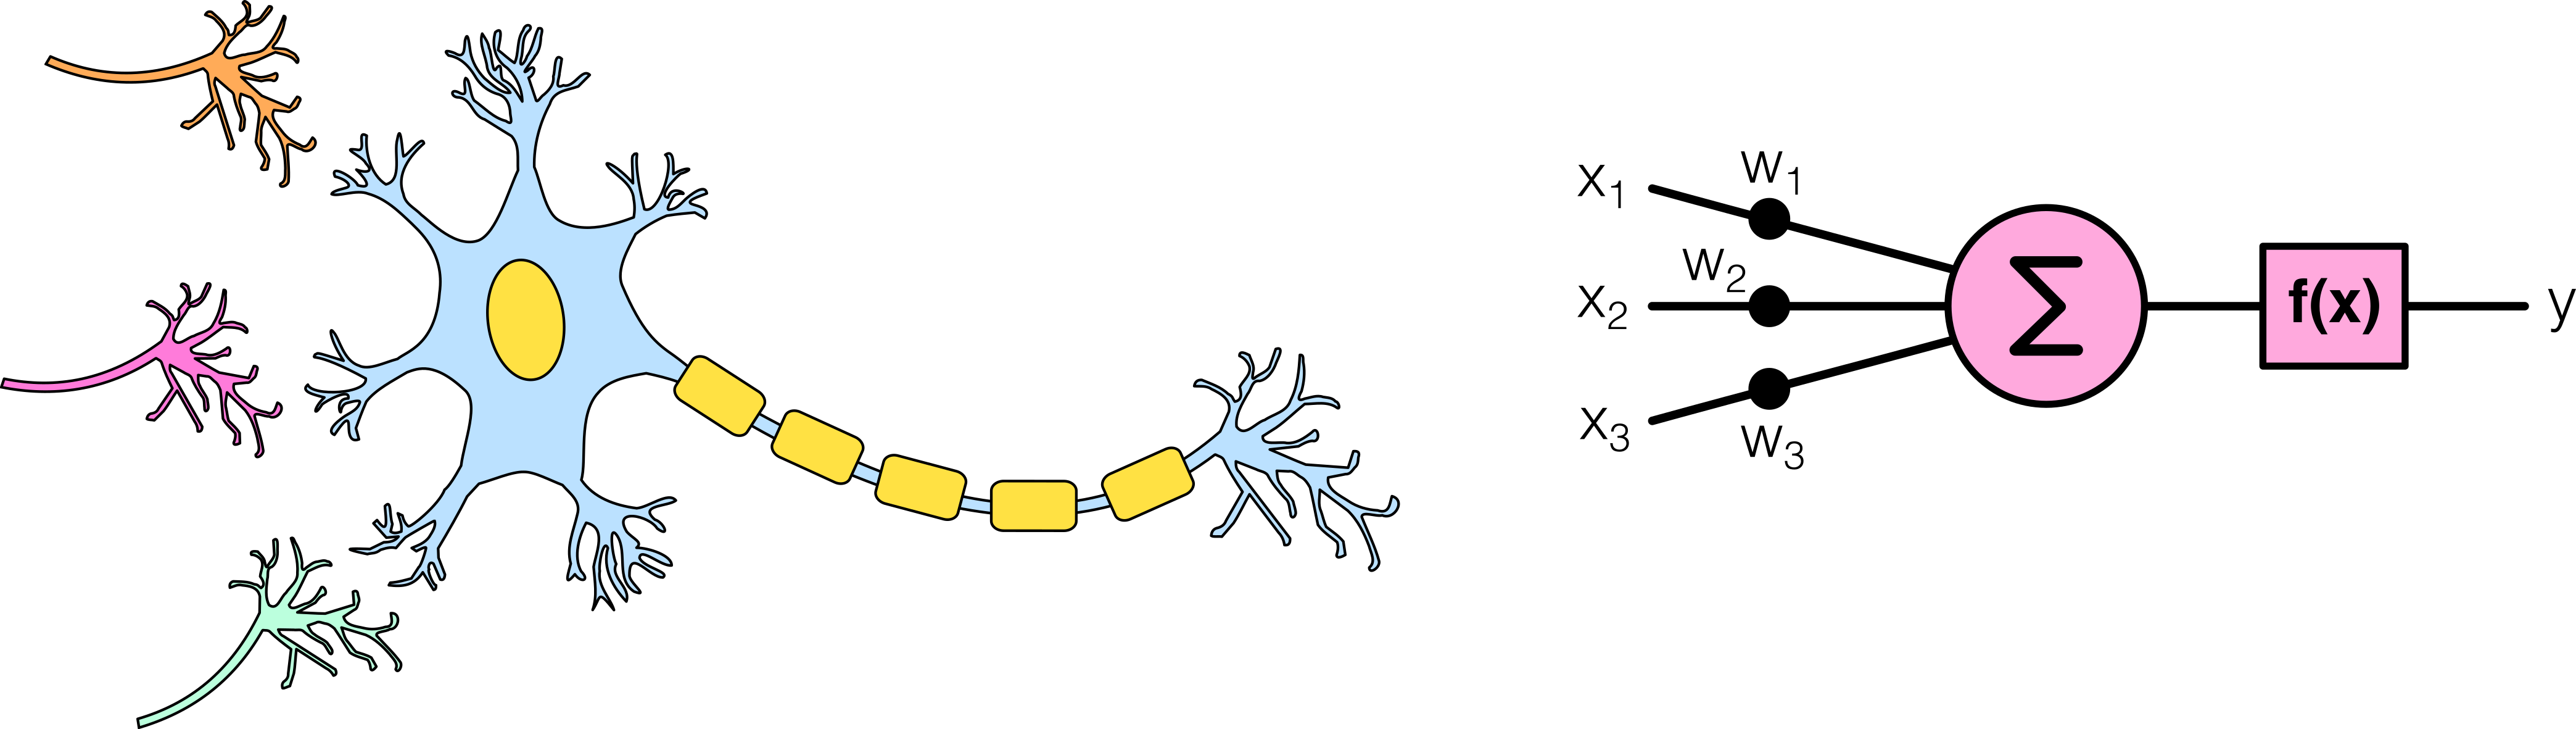 x₁
w₁
x₂
w₂
x₃
w₃
Σ
f(x)
y